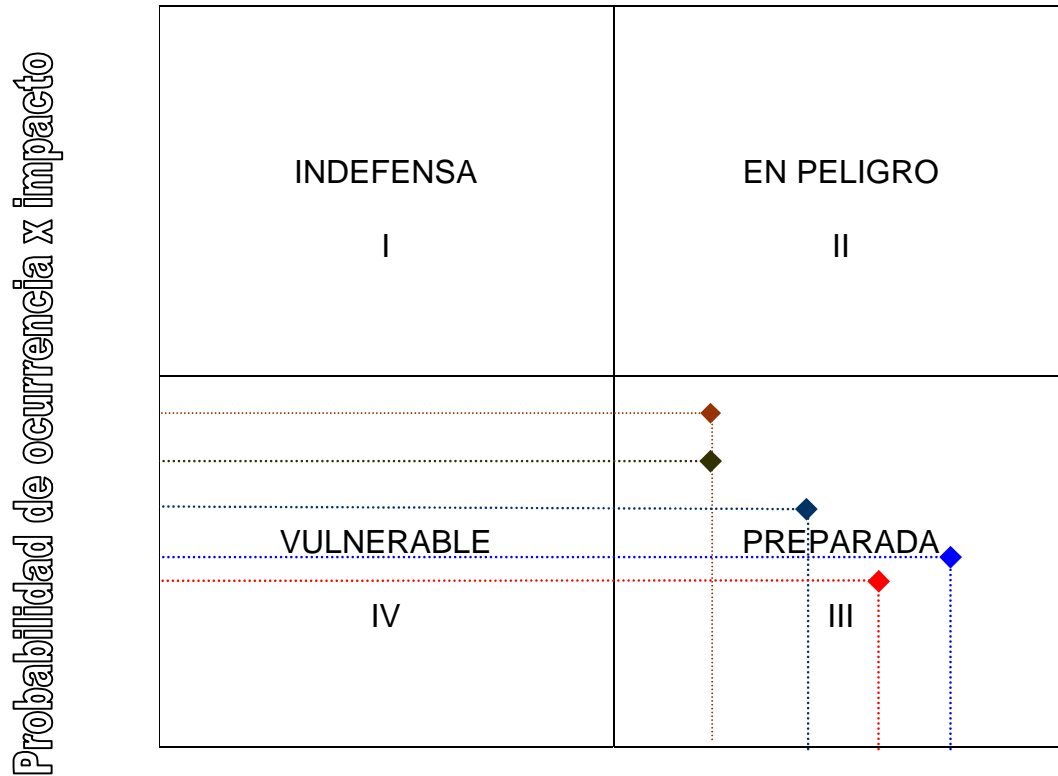 Probabilidad de ocurrencia x impacto
INDEFENSA
I
EN PELIGRO
II
VULNERABLE
IV
PREPARADA
III